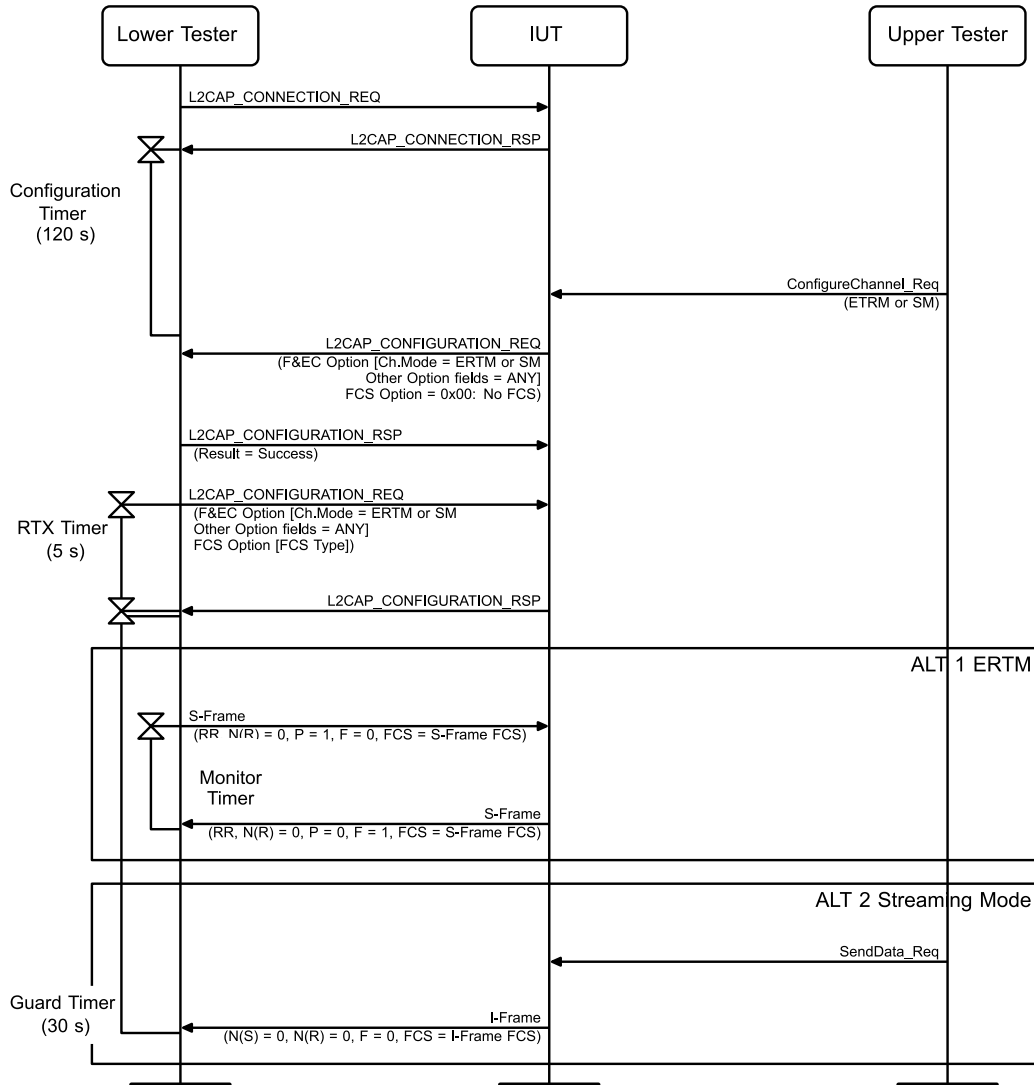 Lower Tester
IUT
Upper Tester
L2CAP_CONNECTION_REQ
L2CAP_CONNECTION_RSP
Configuration
Timer
(120 s)
ConfigureChannel_Req
(ETRM or SM)
L2CAP_CONFIGURATION_REQ
(F&EC Option [Ch.Mode = ERTM or SM
Other Option fields = ANY]
FCS Option = 0x00: No FCS)
L2CAP_CONFIGURATION_RSP
(Result = Success)
L2CAP_CONFIGURATION_REQ
(F&EC Option [Ch.Mode = ERTM or SM
Other Option fields = ANY]
FCS Option [FCS Type])
RTX Timer
(5 s)
L2CAP_CONFIGURATION_RSP
ALT 1 ERTM
S-Frame
(RR, N(R) = 0, P = 1, F = 0, FCS = S-Frame FCS)
Monitor
Timer
S-Frame
(RR, N(R) = 0, P = 0, F = 1, FCS = S-Frame FCS)
ALT 2 Streaming Mode
SendData_Req
Guard Timer
(30 s)
I-Frame
(N(S) = 0, N(R) = 0, F = 0, FCS = I-Frame FCS)